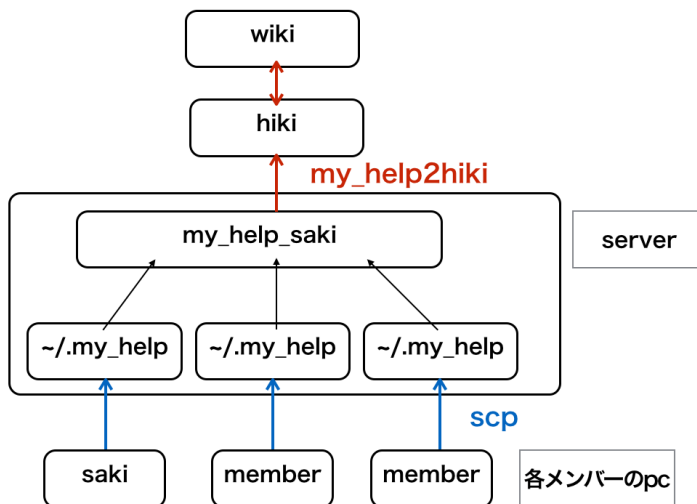 wiki
hiki
my_help2hiki
my_help_saki
server
~/.my_help
~/.my_help
~/.my_help
scp
saki
member
member
各メンバーのpc